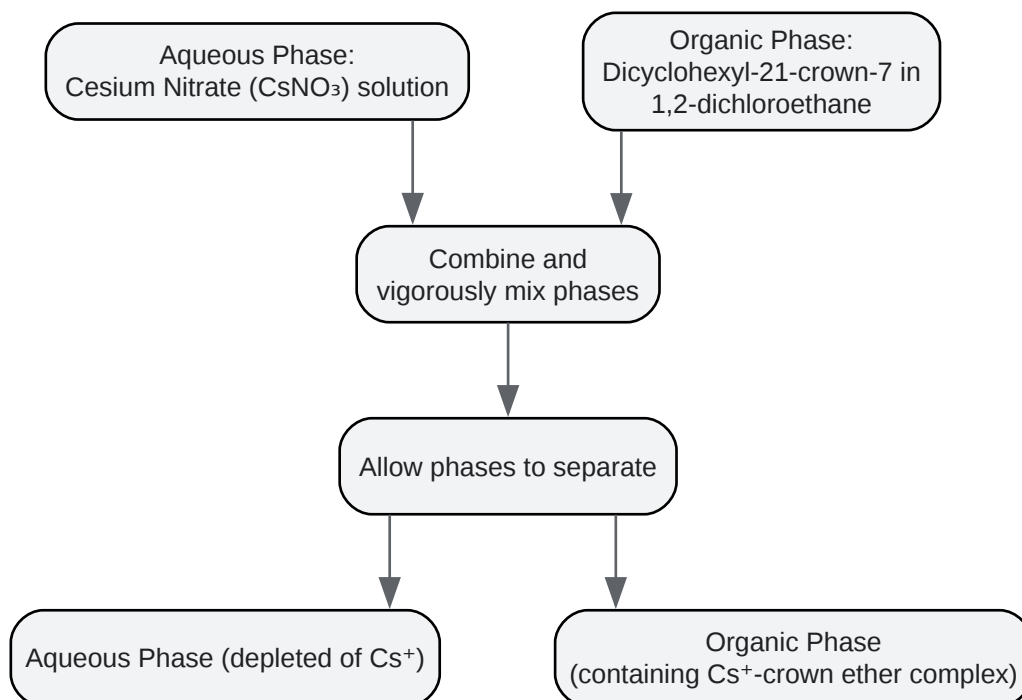 Aqueous Phase:
Cesium Nitrate (CsNO₃) solution
Organic Phase:
Dicyclohexyl-21-crown-7 in
1,2-dichloroethane
Combine and
vigorously mix phases
Allow phases to separate
Aqueous Phase (depleted of Cs⁺)
Organic Phase
(containing Cs⁺-crown ether complex)